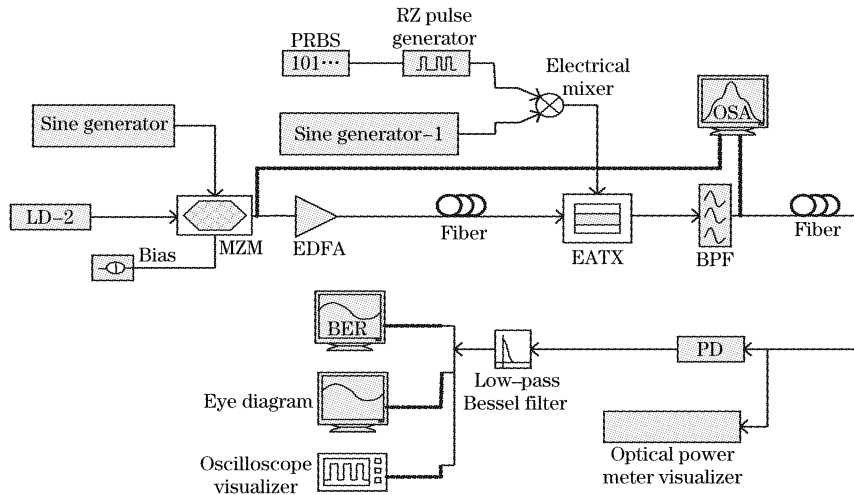 RZ pulse
generator
PRBS
101···
Electrical
mixer
OSA
Sine generator
Sine generator-1
LD-2
MZM
EDFA
Fiber
EATX
BPF
Fiber
Bias
BER
PD
Low-pass
Bessel filter
Eye diagram
Optical power
meter visualizer
Oscilloscope
visualizer